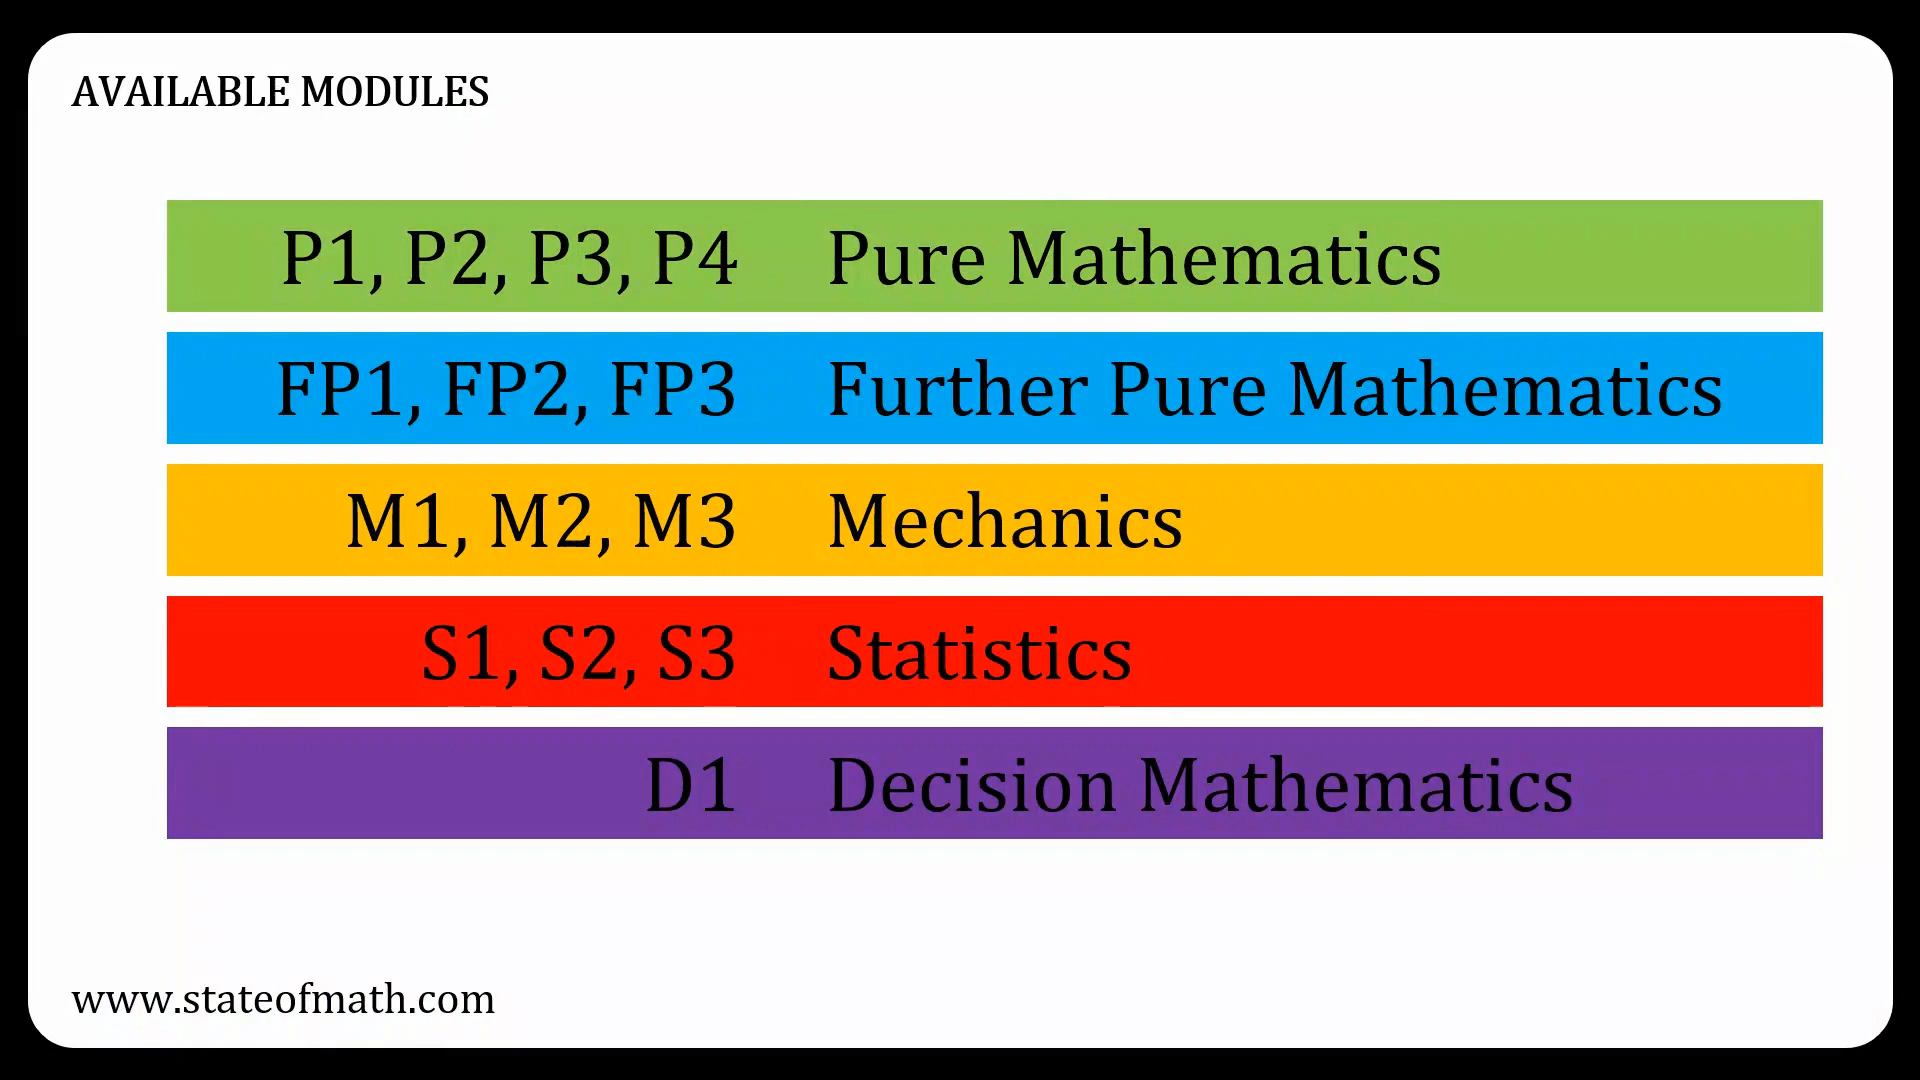 AVAILABLE MODULES
P1, P2, P3, P4 Pure Mathematics
FP1, FP2, FP3 Further Pure Mathematics
M1, M2, M3 Mechanics
S1, S2, S3 Statistics
D1 Decision Mathematics
www.stateofmath.com